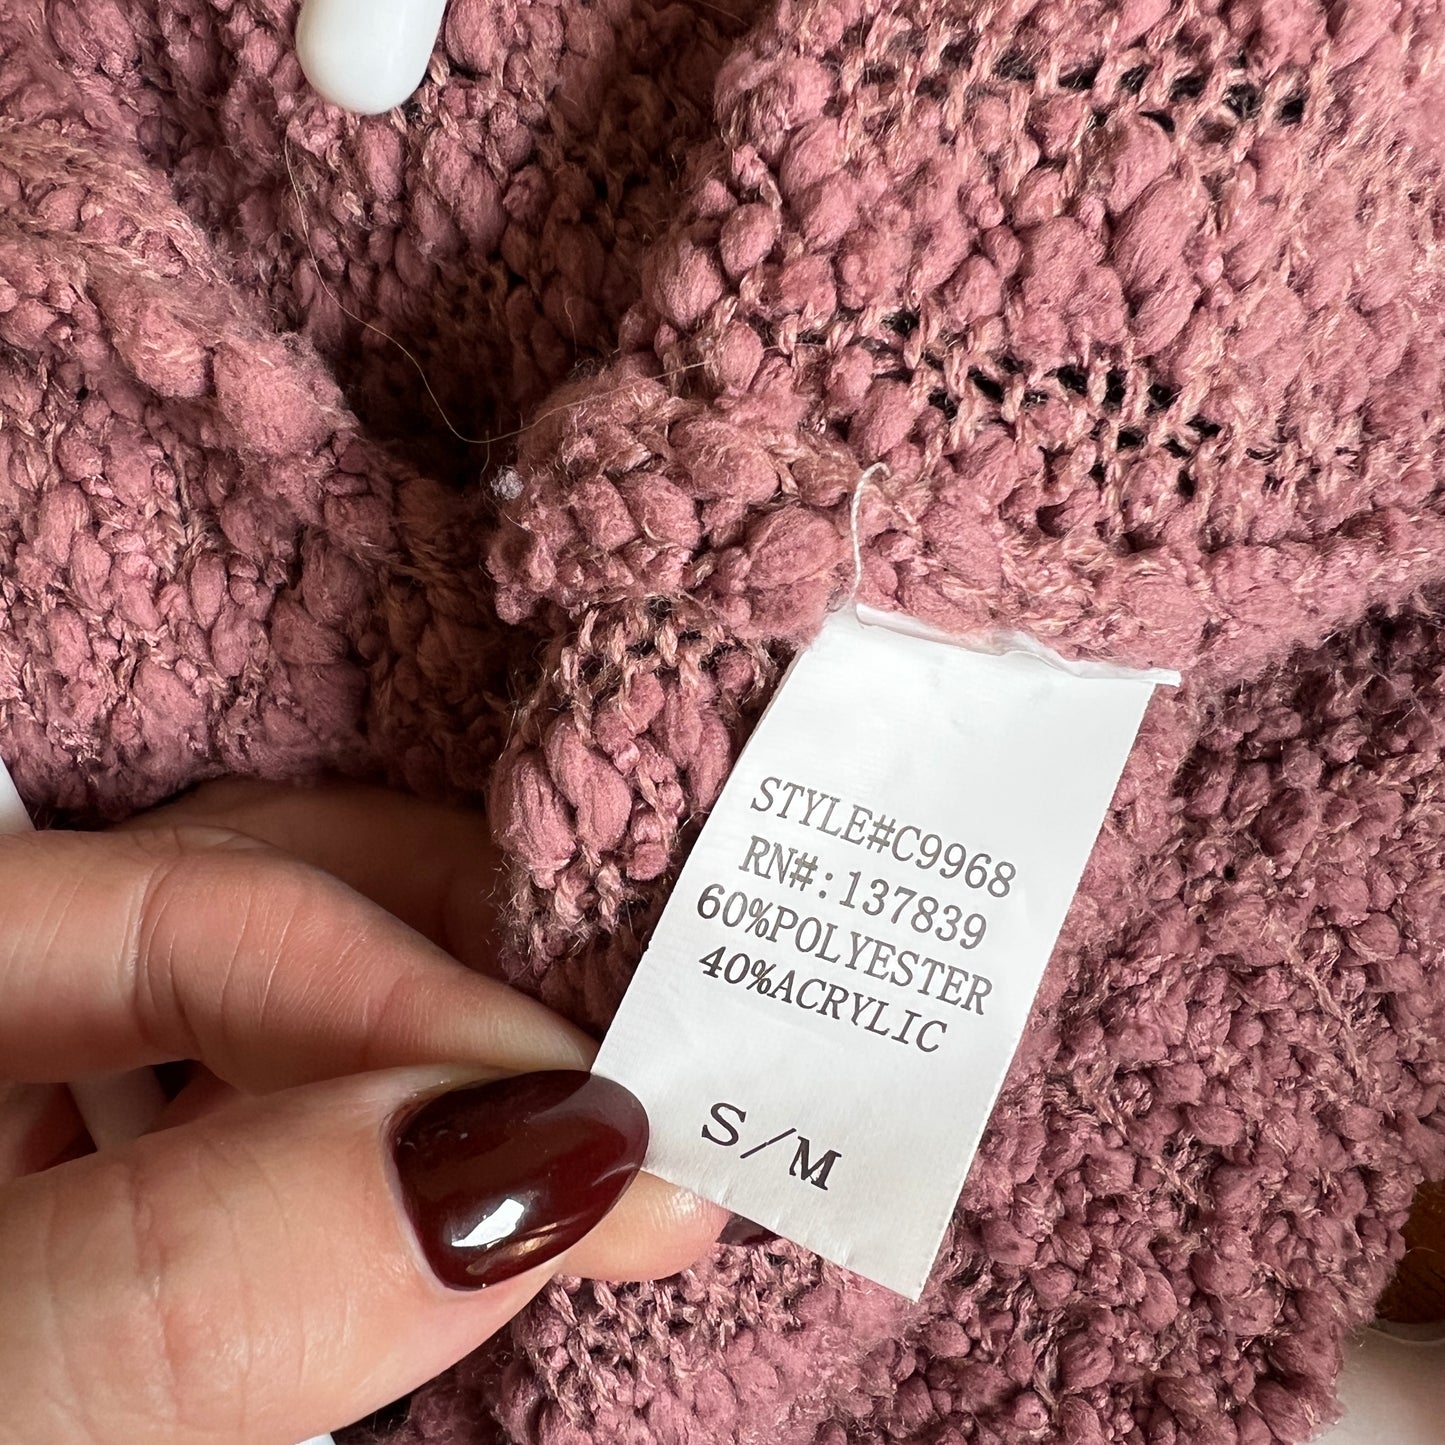 STYLE#C9968
RN#:137839
60%POLYESTER
40%ACRYLIC
S/M